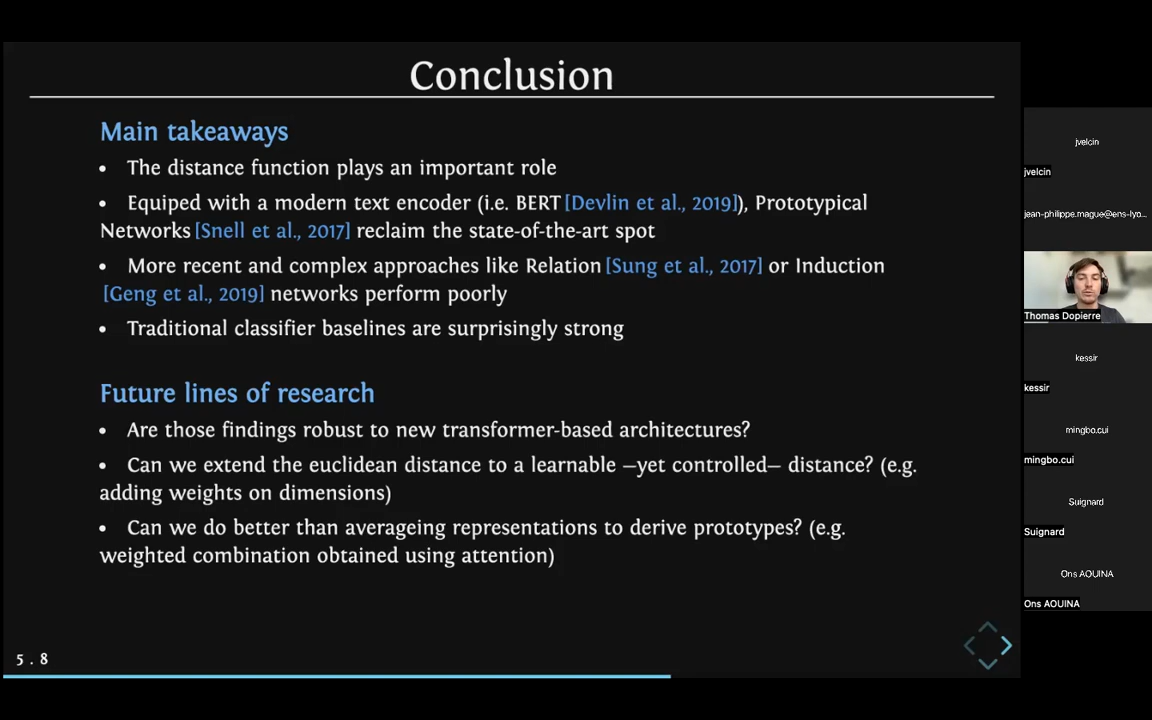 Conclusion
Main takeaways
• The distance function plays an important role
• Equiped with a modern text encoder (i.e. BERT [Devlin et al., 2019]), Prototypical
Networks [Snell et al., 2017] reclaim the state-of-the-art spot
• More recent and complex approaches like Relation [Sung et al., 2017] or Induction
[Geng et al., 2019] networks perform poorly
• Traditional classifier baselines are surprisingly strong
Future lines of research
• Are those findings robust to new transformer-based architectures?
• Can we extend the euclidean distance to a learnable —yet controlled— distance? (e.g.
adding weights on dimensions)
• Can we do better than averageing representations to derive prototypes? (e.g.
weighted combination obtained using attention)
5 . 8
jvelcin
jvelcin
jean-philippe.mague@ens-lyo...
Thomas Dopierre
kessir
kessir
mingbo.cui
mingbo.cui
Suignard
Suignard
Ons AOUINA
Ons AOUINA